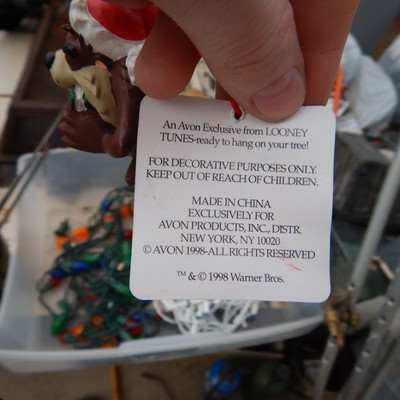 An Avon Exclusive from LOONEY
TUNES-ready to hang on your tree!
FOR DECORATIVE PURPOSES ONLY.
KEEP OUT OF REACH OF CHILDREN.
MADE IN CHINA
EXCLUSIVELY FOR
AVON PRODUCTS, INC., DISTR.
NEW YORK, NY 10020
© AVON 1998-ALL RIGHTS RESERVED
™ & © 1998 Warner Bros.